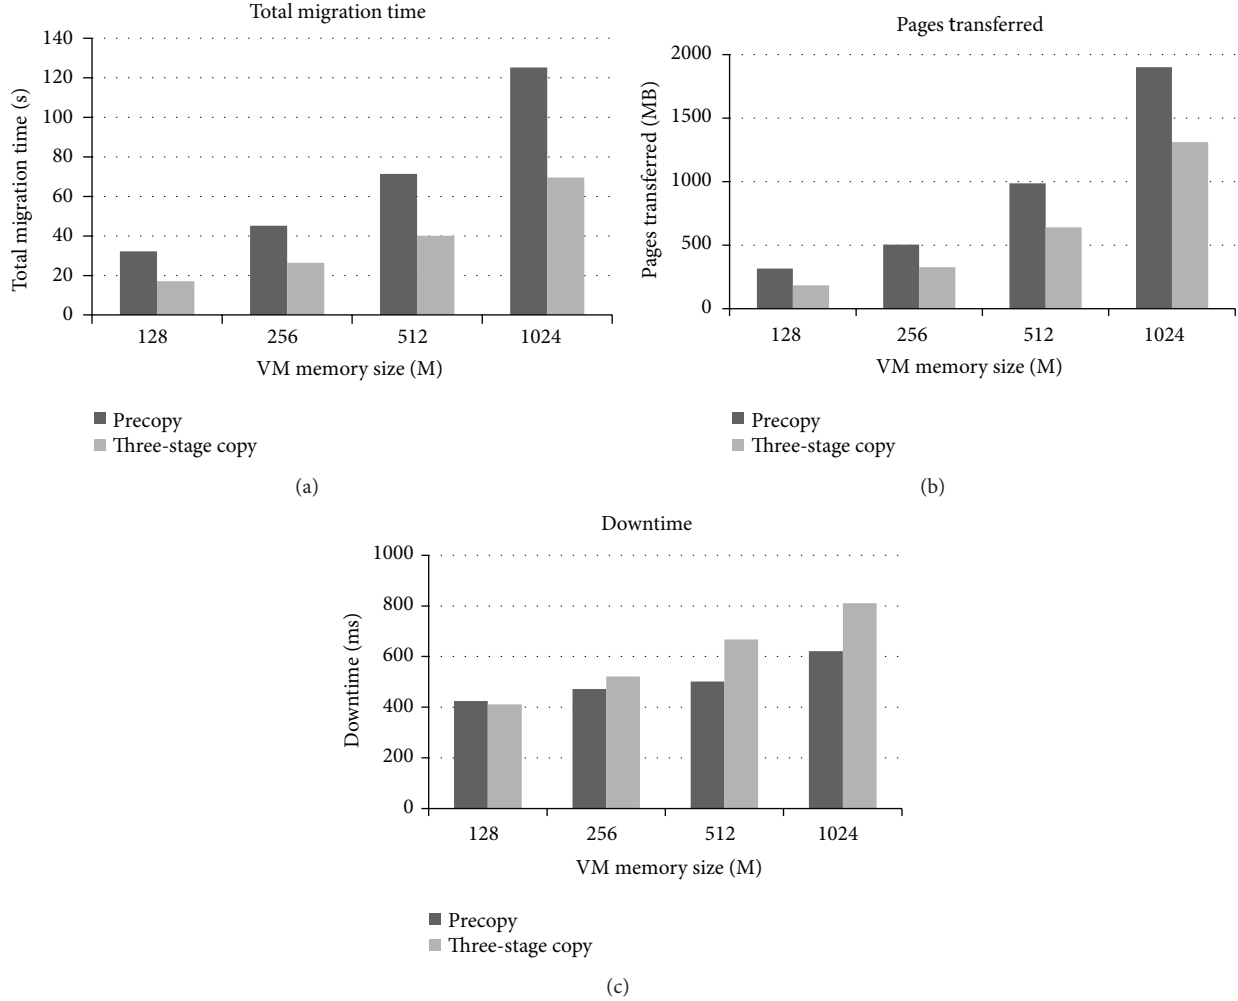 Total migration time
Total migration time (s)
140
120
100
80
60
40
20
0
128 256 512 1024
VM memory size (M)
Precopy
Three-stage copy
(a)
Pages transferred
Pages transferred (MB)
2000
1500
1000
500
0
128 256 512 1024
VM memory size (M)
Precopy
Three-stage copy
(b)
Downtime
Downtime (ms)
1000
800
600
400
200
0
128 256 512 1024
VM memory size (M)
Precopy
Three-stage copy
(c)